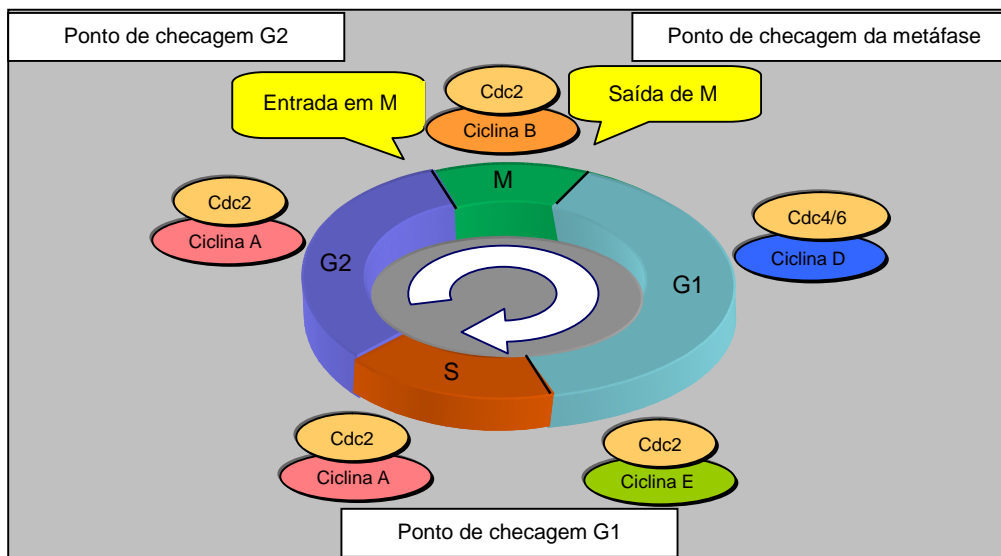 Ponto de checagem G2
Ponto de checagem da metáfase
Entrada em M
Cdc2
Ciclina B
Saída de M
M
Cdc2
Ciclina A
G2
Cdc4/6
Ciclina D
G1
S
Cdc2
Ciclina A
Cdc2
Ciclina E
Ponto de checagem G1